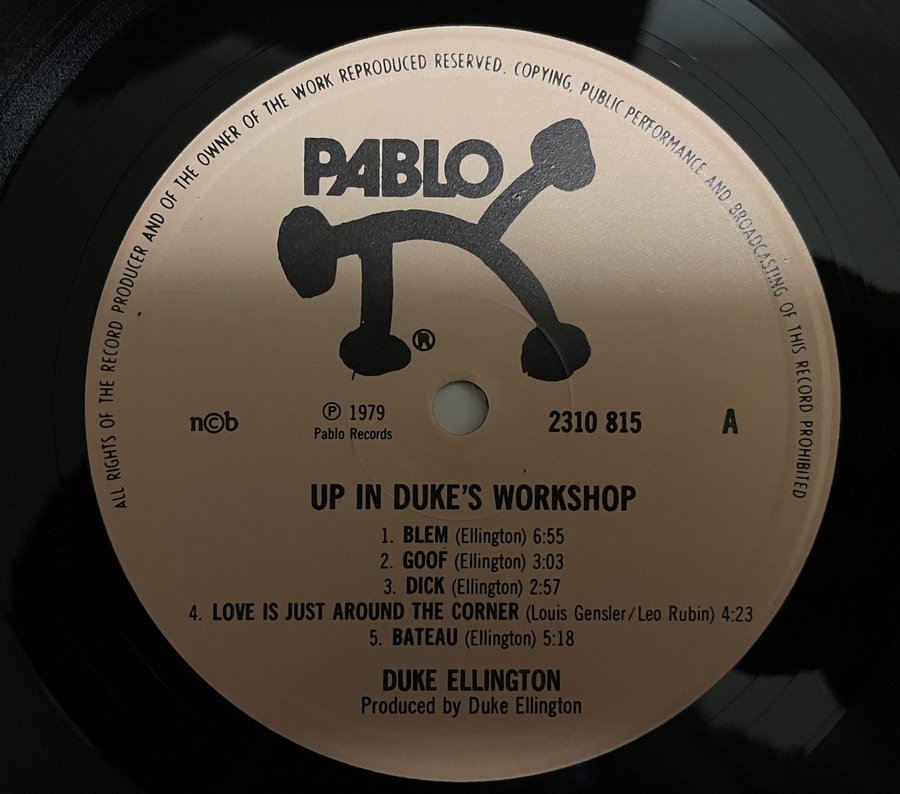 ALL RIGHTS OF THE RECORD PRODUCER AND OF THE OWNER OF THE WORK REPRODUCED RESERVED. COPYING, PUBLIC PERFORMANCE AND BROADCASTING OF THIS RECORD PROHIBITED
PABLO
®
n©b
℗ 1979
Pablo Records
2310 815
A
UP IN DUKE'S WORKSHOP
1. BLEM (Ellington) 6:55
2. GOOF (Ellington) 3:03
3. DICK (Ellington) 2:57
4. LOVE IS JUST AROUND THE CORNER (Louis Gensler/Leo Rubin) 4:23
5. BATEAU (Ellington) 5:18
DUKE ELLINGTON
Produced by Duke Ellington